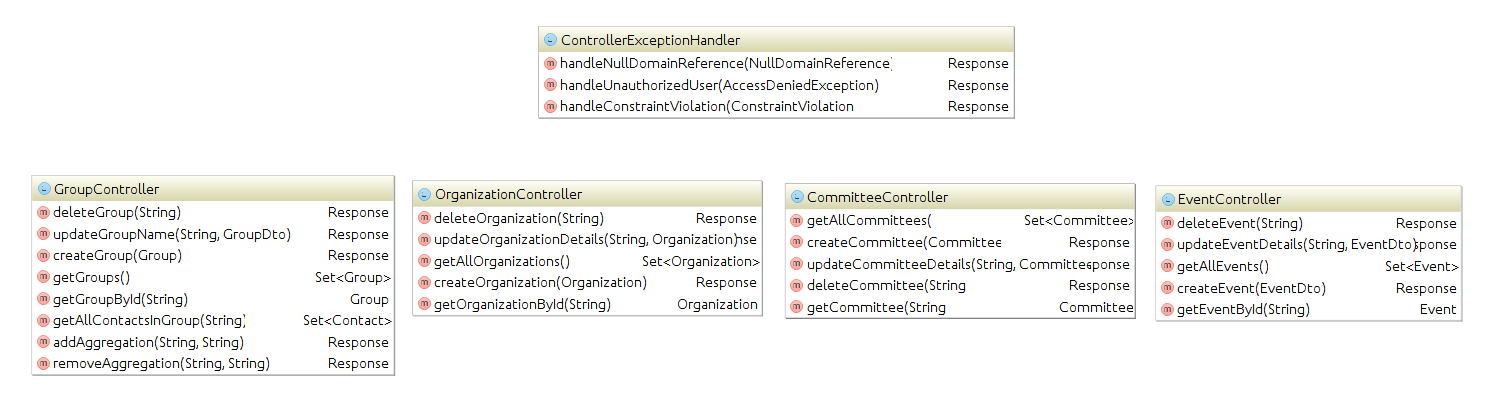 ControllerExceptionHandler
handleNullDomainReference(NullDomainReference) Response
handleUnauthorizedUser(AccessDeniedException) Response
handleConstraintViolation(ConstraintViolation Response
GroupController
deleteGroup(String) Response
updateGroupName(String, GroupDto) Response
createGroup(Group) Response
getGroups() Set<Group>
getGroupById(String) Group
getAllContactsInGroup(String) Set<Contact>
addAggregation(String, String) Response
removeAggregation(String, String) Response
OrganizationController
deleteOrganization(String) Response
updateOrganizationDetails(String, Organization)nse
getAllOrganizations() Set<Organization>
createOrganization(Organization) Response
getOrganizationById(String) Organization
CommitteeController
getAllCommittees( Set<Committee>
createCommittee(Committee Response
updateCommitteeDetails(String, Committeeponse
deleteCommittee(String Response
getCommittee(String Committee
EventController
deleteEvent(String) Response
updateEventDetails(String, EventDto)ponse
getAllEvents() Set<Event>
createEvent(EventDto) Response
getEventById(String) Event